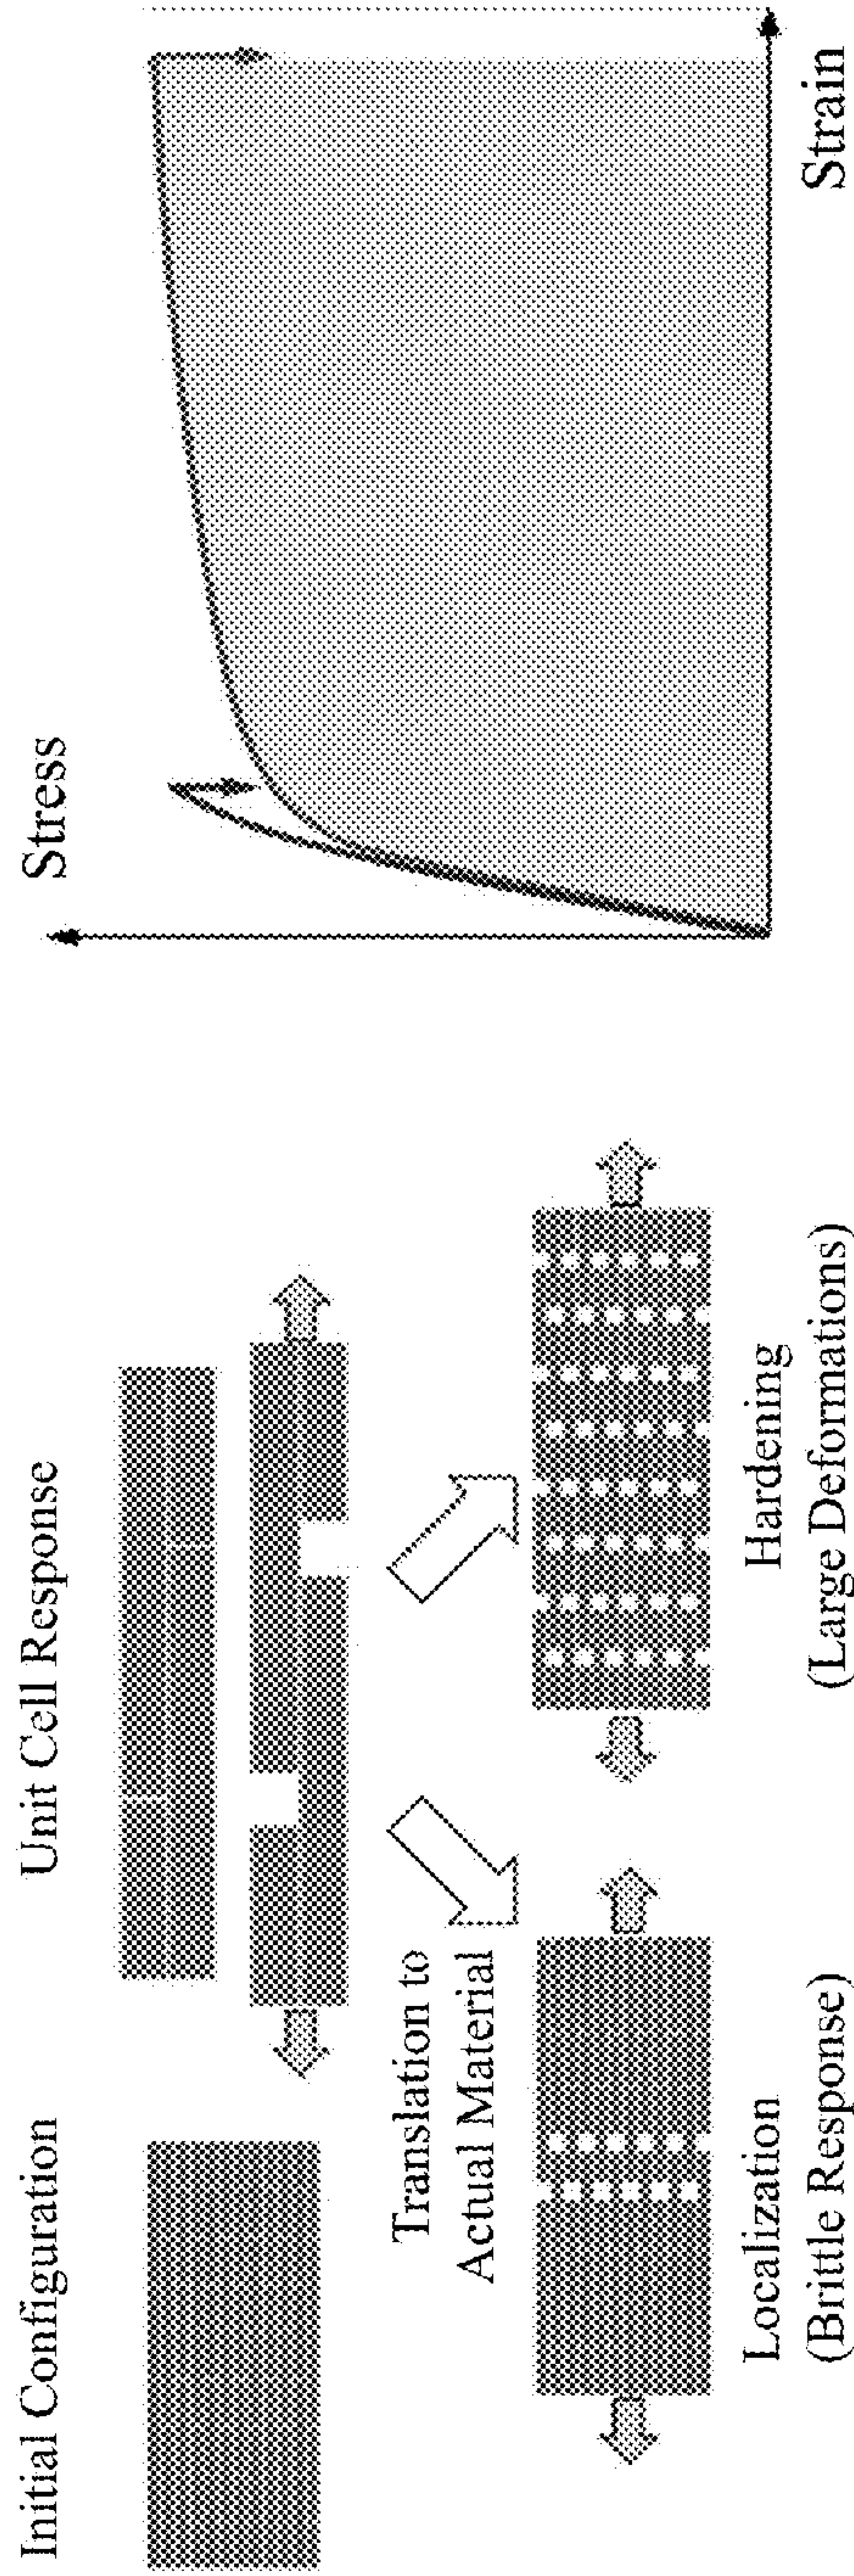 Initial Configuration
Unit Cell Response
Translation to
Actual Material
Localization
(Brittle Response)
Hardening
(Large Deformations)
Stress
Strain